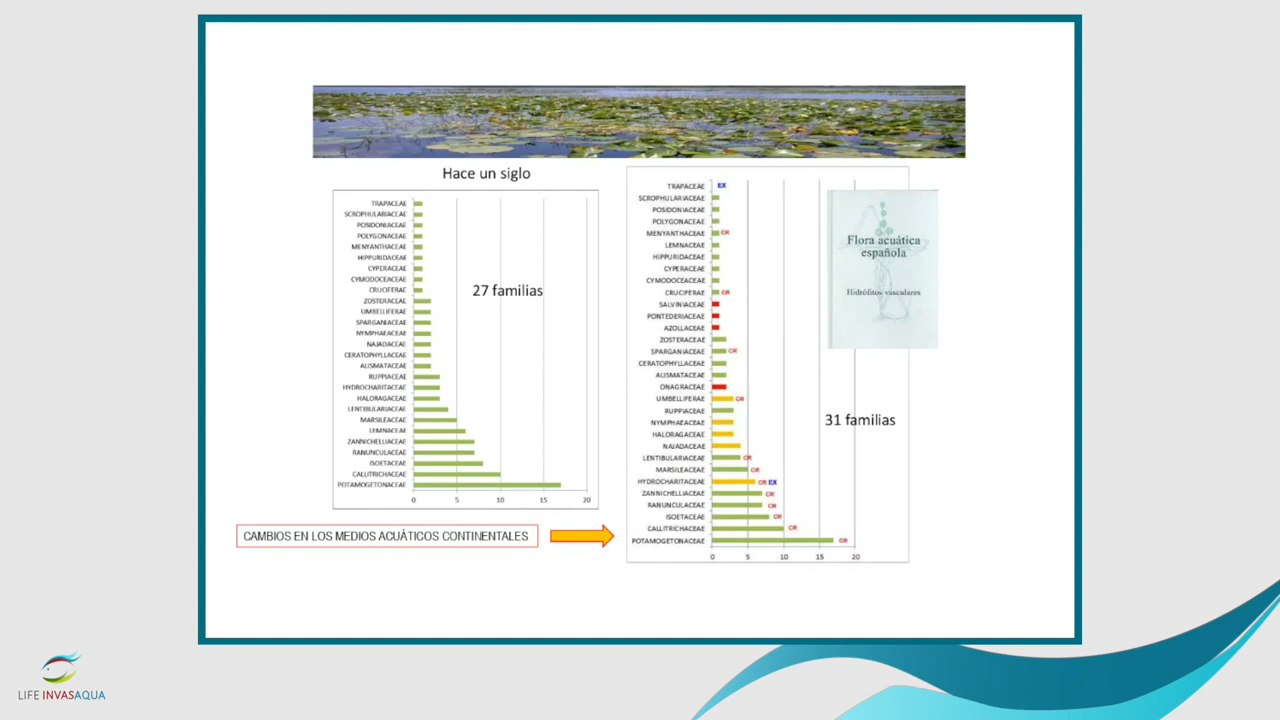 Hace un siglo
TRAPACEAE
SCROPHULARIACEAE
POSIDONIACEAE
POLYGONACEAE
MENYANTHACEAE
HIPPURIDACEAE
CYPERACEAE
CYMODOCEACEAE
CRUCIFERAE
ZOSTERACEAE
UMBELLIFERAE
SPARGANIACEAE
NYMPHAEACEAE
NAJADACEAE
CERATOPHYLLACEAE
ALISMATACEAE
RUPPIACEAE
HYDROCHARITACEAE
HALORAGACEAE
LENTIBULARIACEAE
MARSILEACEAE
LEMNACEAE
ZANNICHELLIACEAE
RANUNCULACEAE
ISOETACEAE
CALLITRICHACEAE
POTAMOGETONACEAE
0 5 10 15 20
27 familias
TRAPACEAE EX
SCROPHULARIACEAE
POSIDONIACEAE
POLYGONACEAE
MENYANTHACEAE CR
LEMNACEAE
HIPPURIDACEAE
CYPERACEAE
CYMODOCEACEAE
CRUCIFERAE CR
SALVINIACEAE
PONTEDERIACEAE
AZOLLACEAE
ZOSTERACEAE
SPARGANIACEAE CR
CERATOPHYLLACEAE
ALISMATACEAE
ONAGRACEAE
UMBELLIFERAE CR
RUPPIACEAE
NYMPHAEACEAE
HALORAGACEAE
NAJADACEAE
LENTIBULARIACEAE CR
MARSILEACEAE CR
HYDROCHARITACEAE CR EX
ZANNICHELLIACEAE CR
RANUNCULACEAE CR
ISOETACEAE CR
CALLITRICHACEAE CR
POTAMOGETONACEAE CR
0 5 10 15 20
31 familias
Flora acuática
española
Hidrófitos vasculares
CAMBIOS EN LOS MEDIOS ACUÁTICOS CONTINENTALES
LIFE INVASAQUA